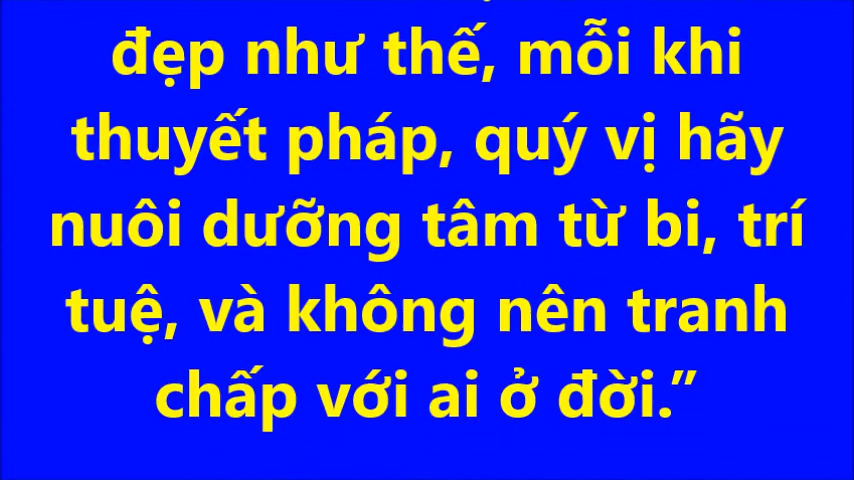 đẹp như thế, mỗi khi
thuyết pháp, quý vị hãy
nuôi dưỡng tâm từ bi, trí
tuệ, và không nên tranh
chấp với ai ở đời.”